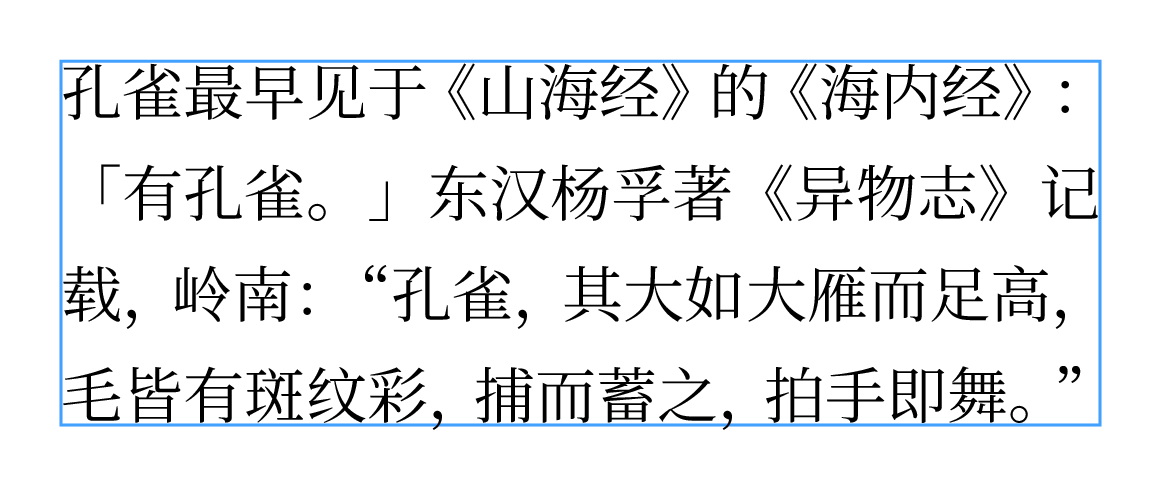 孔雀最早见于《山海经》的《海内经》：
「有孔雀。」东汉杨孚著《异物志》记
载，岭南：“孔雀，其大如大雁而足高，
毛皆有斑纹彩，捕而蓄之，拍手即舞。”